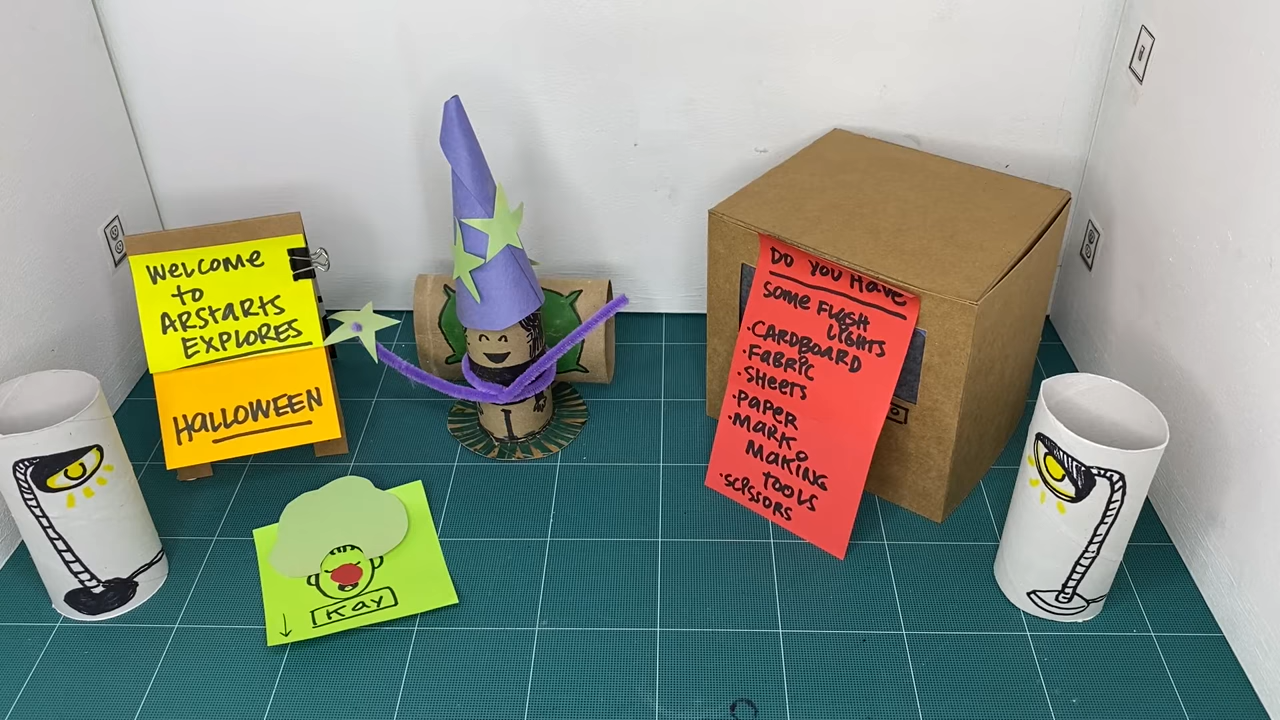 WELCOME
to
ARSTARTS
EXPLORES
HALLOWEEN
KAY
DO YOU HAVE
SOME FLASH
LIGHTS
·CARDBOARD
·FABRIC
·SHEETS
·PAPER
·MARK
MAKING
TOOLS
·SCISSORS